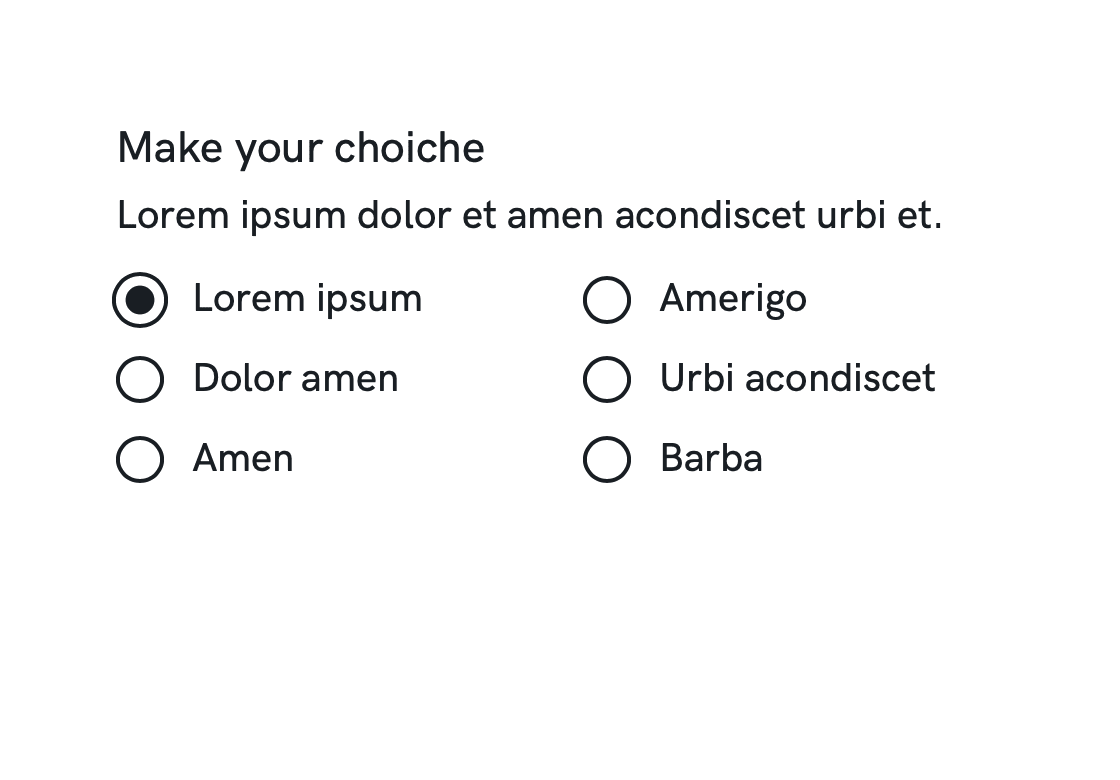 Make your choiche
Lorem ipsum dolor et amen acondiscet urbi et.
Lorem ipsum
Dolor amen
Amen
Amerigo
Urbi acondiscet
Barba